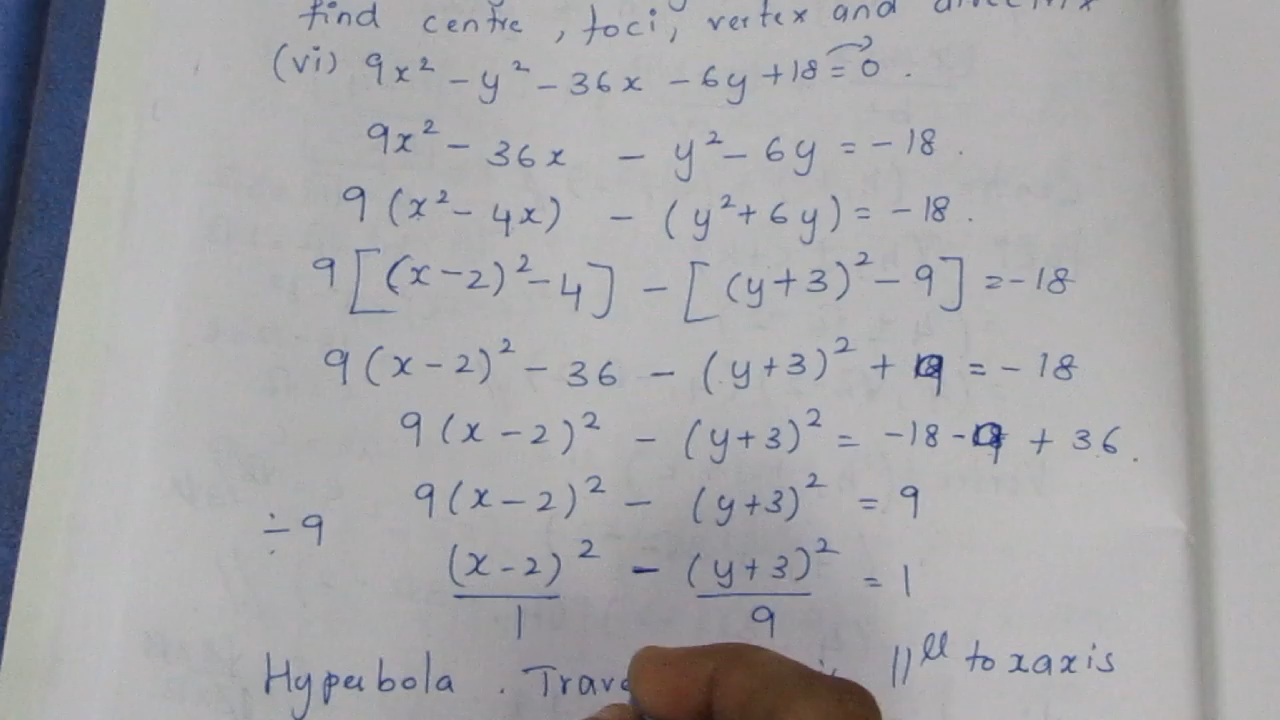 find centre, foci, vertex and directrix
(vi) 9x² - y² - 36x - 6y + 18 = 0.
9x² - 36x - y² - 6y = -18.
9(x² - 4x) - (y² + 6y) = -18.
9[(x-2)² - 4] - [(y+3)² - 9] = -18
9(x-2)² - 36 - (y+3)² + 9 = -18
9(x-2)² - (y+3)² = -18 - 9 + 36.
9(x-2)² - (y+3)² = 9
÷9
(x-2)²/1 - (y+3)²/9 = 1
Hyperbola. ||ˡˡ to xaxis